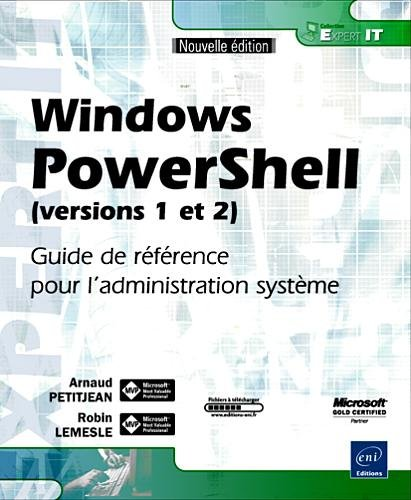 Collection
EXPERT IT
Nouvelle édition
Windows
PowerShell
(versions 1 et 2)
Guide de référence
pour l'administration système
Arnaud
PETITJEAN
MVP
Microsoft
Most Valuable
Professional
Robin
LEMESLE
MVP
Microsoft
Most Valuable
Professional
Fichiers à télécharger
www.editions-eni.fr
Microsoft
GOLD CERTIFIED
Partner
eni
Editions
EXPERT IT